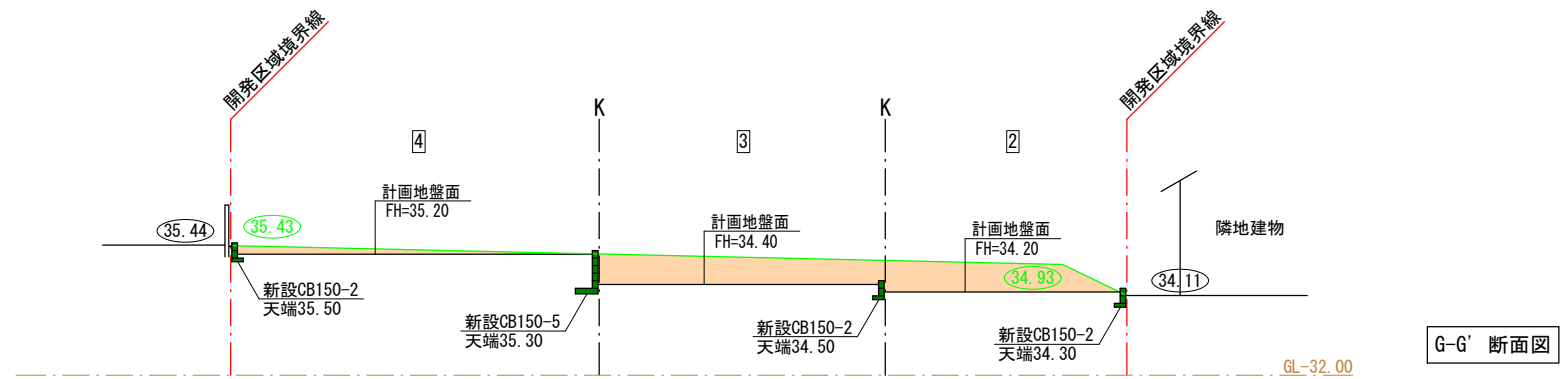 開発区域境界線
開発区域境界線
K
K
4
3
2
計画地盤面
FH=35.20
35.44
35.43
計画地盤面
FH=34.40
計画地盤面
FH=34.20
隣地建物
34.93
34.11
新設CB150-2
天端35.50
新設CB150-5
天端35.30
新設CB150-2
天端34.50
新設CB150-2
天端34.30
G-G' 断面図
GL-32.00